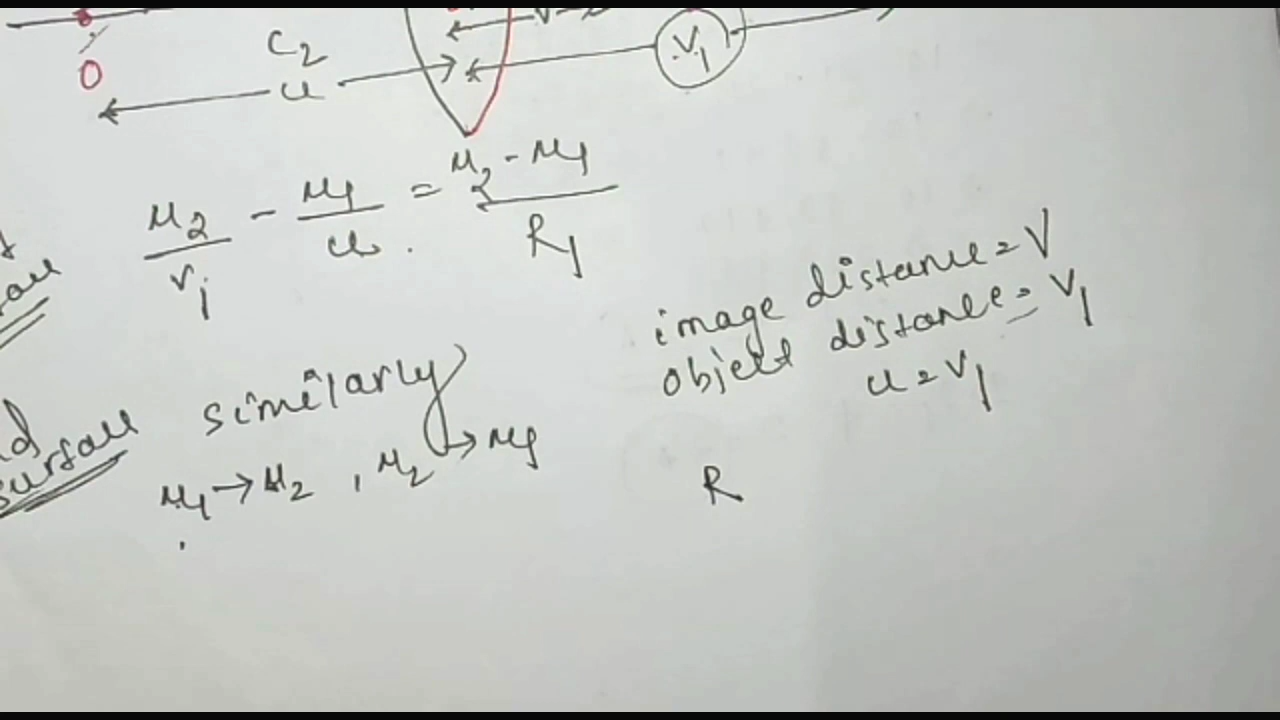 O
C₂
u
V
V₁
μ₂/v₁ - μ₁/u = μ₂ - μ₁/R₁
image distance = V
object distance = V₁
u = V₁
surface similarly
μ₁ → μ₂ , μ₂ → μ₁
R